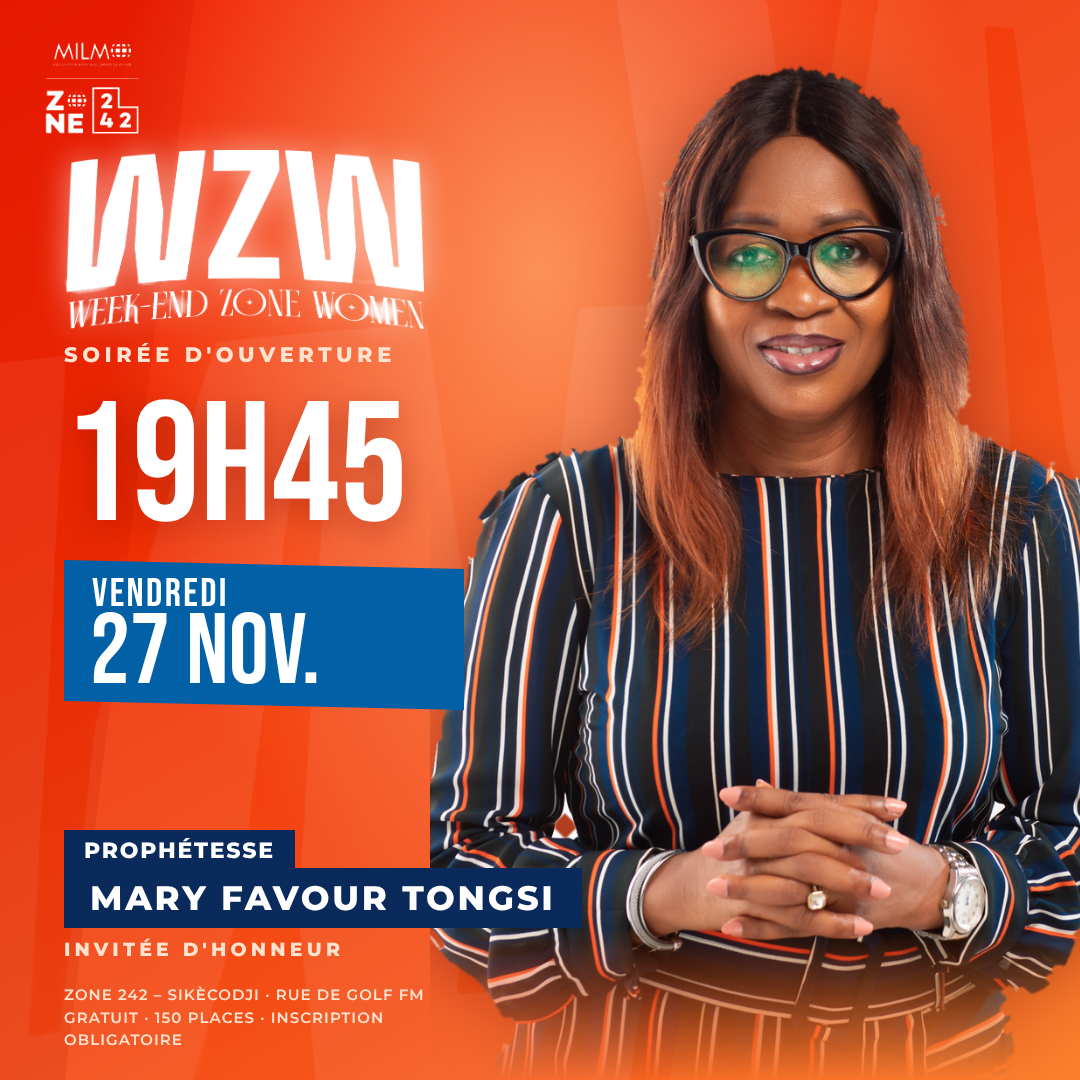 MILM
ZONE 242
WZW
WEEK-END ZONE WOMEN
SOIRÉE D'OUVERTURE
19H45
VENDREDI
27 NOV.
PROPHÉTESSE
MARY FAVOUR TONGSI
INVITÉE D'HONNEUR
ZONE 242 – SIKÈCODJI · RUE DE GOLF FM
GRATUIT · 150 PLACES · INSCRIPTION
OBLIGATOIRE